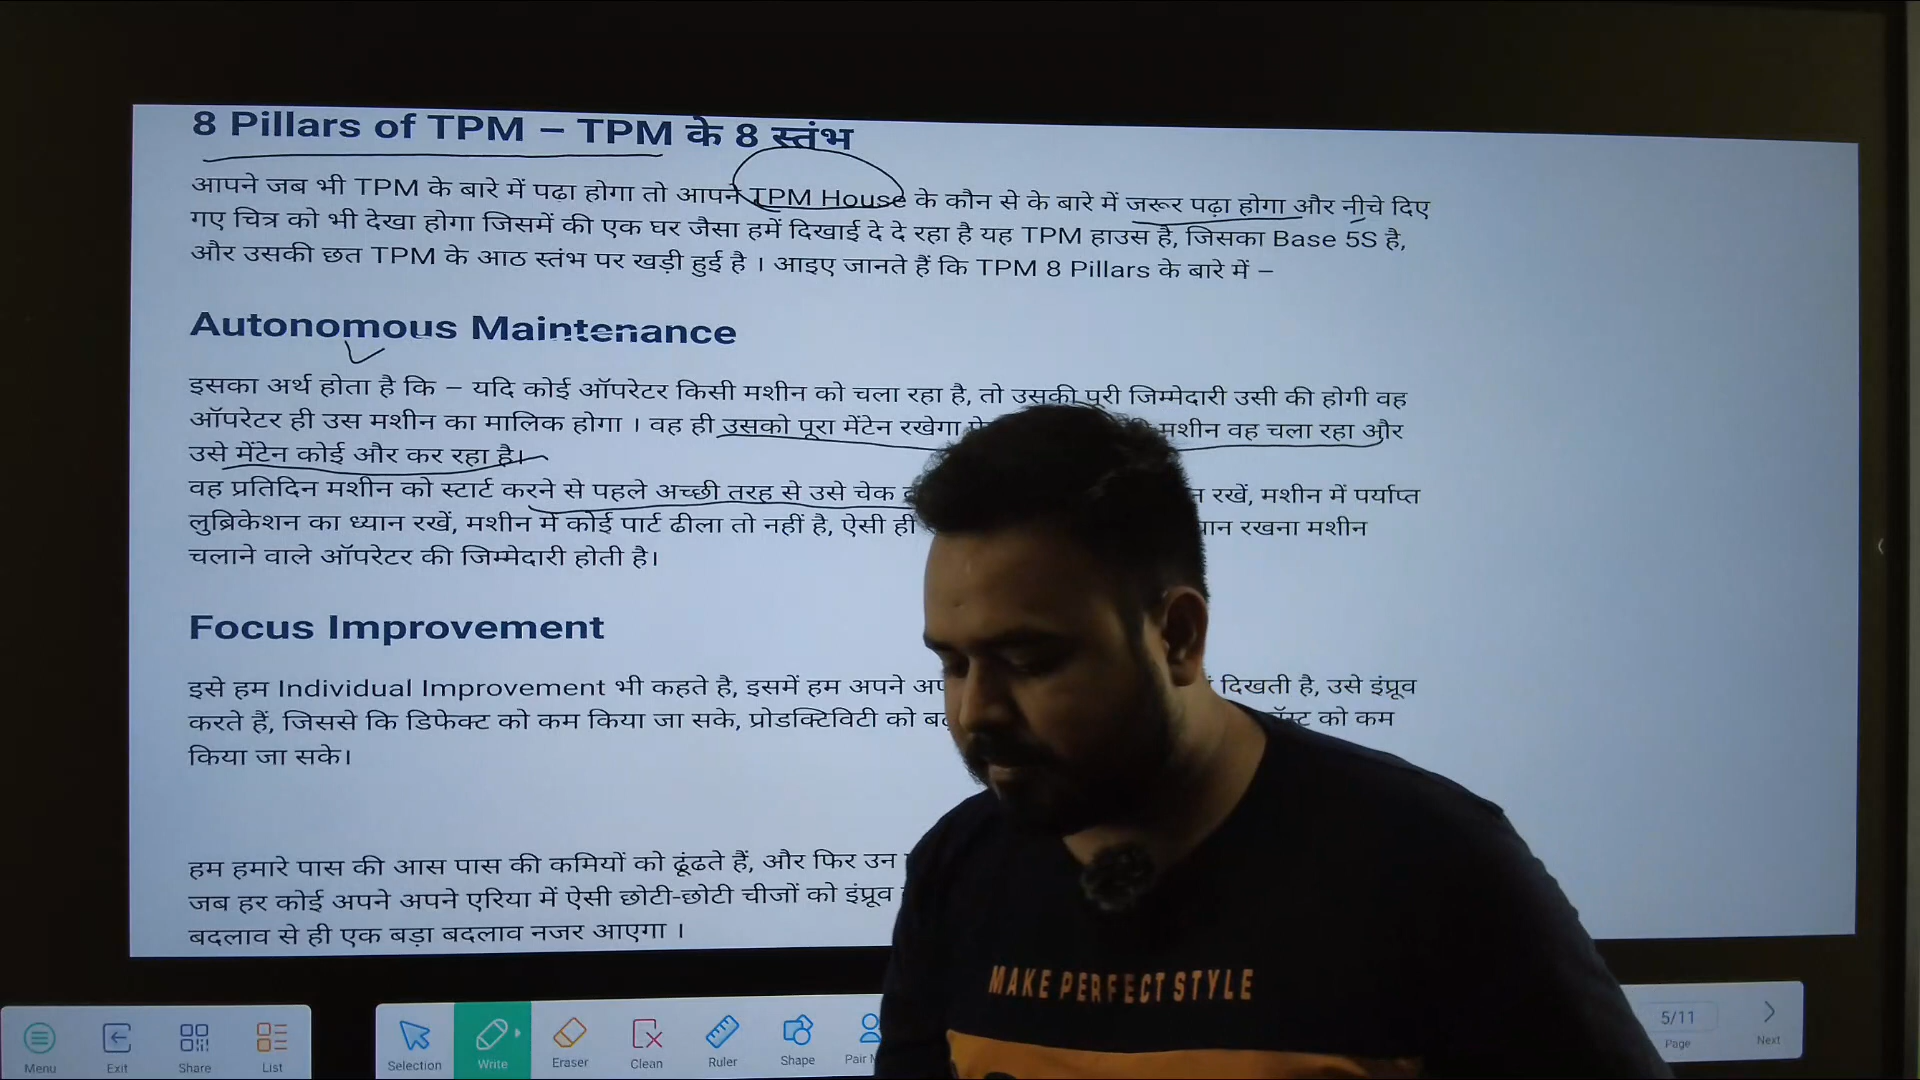 8 Pillars of TPM – TPM के 8 स्तंभ
आपने जब भी TPM के बारे में पढा होगा तो आपने TPM House के कौन से के बारे में जरूर पढ़ा होगा और नीचे दिए
गए चित्र को भी देखा होगा जिसमें की एक घर जैसा हमें दिखाई दे दे रहा है यह TPM हाउस है, जिसका Base 5S है,
और उसकी छत TPM के आठ स्तंभ पर खड़ी हुई है । आइए जानते हैं कि TPM 8 Pillars के बारे में –
Autonomous Maintenance
इसका अर्थ होता है कि – यदि कोई ऑपरेटर किसी मशीन को चला रहा है, तो उसकी पूरी जिम्मेदारी उसी की होगी वह
ऑपरेटर ही उस मशीन का मालिक होगा । वह ही उसको पूरा मेंटेन रखेगा मशीन वह चला रहा और
उसे मेंटेन कोई और कर रहा है।
वह प्रतिदिन मशीन को स्टार्ट करने से पहले अच्छी तरह से उसे चेक रखें, मशीन में पर्याप्त
लुब्रिकेशन का ध्यान रखें, मशीन में कोई पार्ट ढीला तो नहीं है, ऐसी ही रखना मशीन
चलाने वाले ऑपरेटर की जिम्मेदारी होती है।
Focus Improvement
इसे हम Individual Improvement भी कहते है, इसमें हम अपने दिखती है, उसे इंप्रूव
करते हैं, जिससे कि डिफेक्ट को कम किया जा सके, प्रोडक्टिविटी को को कम
किया जा सके।
हम हमारे पास की आस पास की कमियों को ढूंढते हैं, और फिर उन
जब हर कोई अपने अपने एरिया में ऐसी छोटी-छोटी चीजों को इंप्रूव
बदलाव से ही एक बड़ा बदलाव नजर आएगा ।
MAKE PERFECT STYLE
Menu Exit Share List Selection Write Eraser Clean Ruler Shape Pair 5/11 Page Next